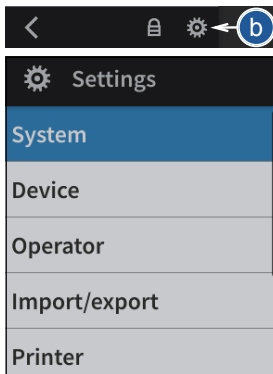 b
Settings
System
Device
Operator
Import/export
Printer